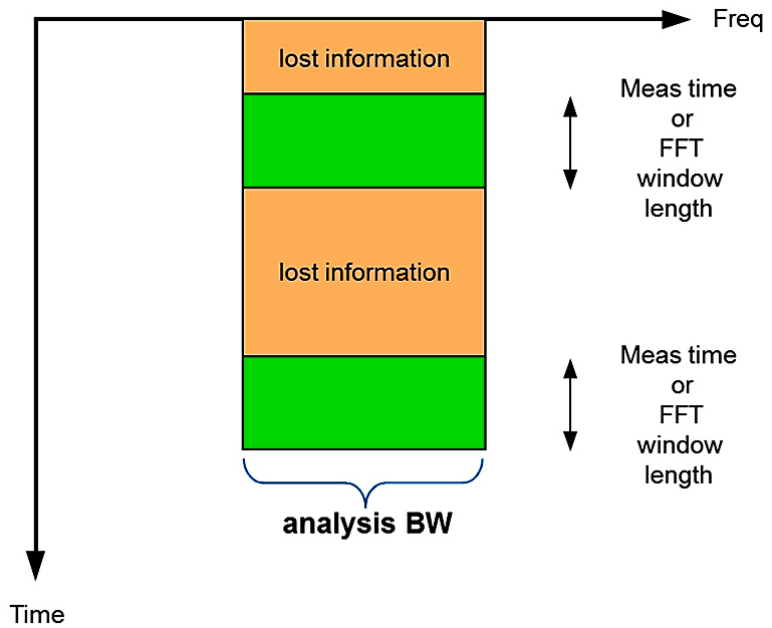 Freq
lost information
Meas time
or
FFT
window
length
lost information
Meas time
or
FFT
window
length
analysis BW
Time